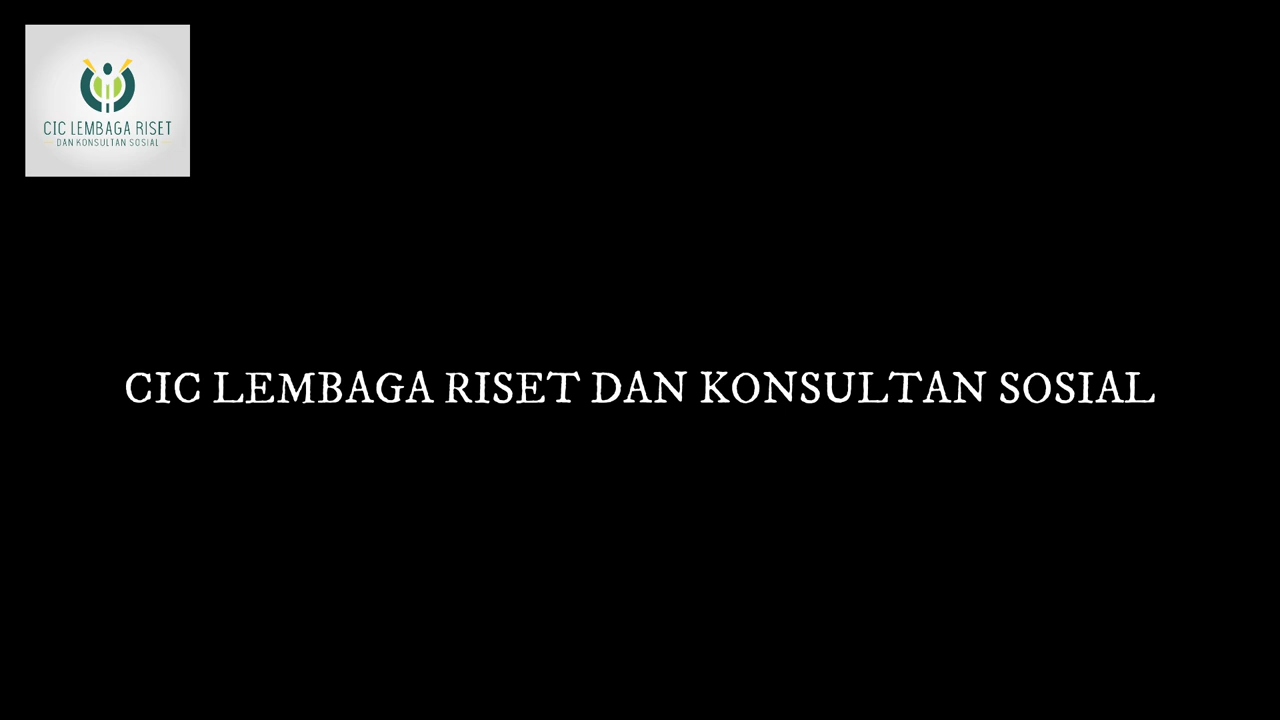 CIC LEMBAGA RISET
DAN KONSULTAN SOSIAL
CIC LEMBAGA RISET DAN KONSULTAN SOSIAL